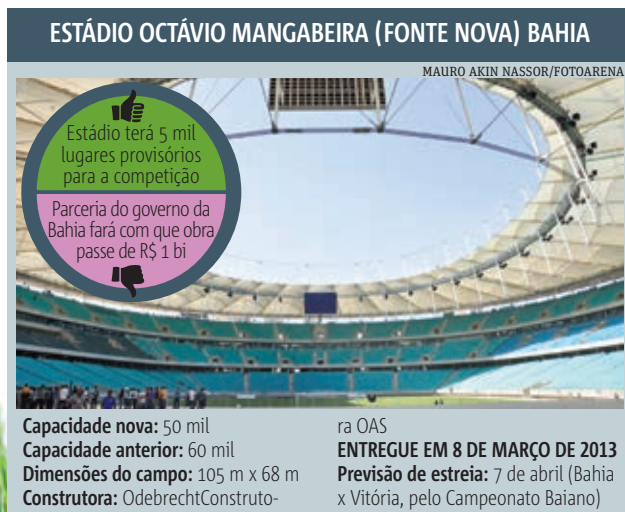 ESTÁDIO OCTÁVIO MANGABEIRA (FONTE NOVA) BAHIA
MAURO AKIN NASSOR/FOTOARENA
Estádio terá 5 mil
lugares provisórios
para a competição
Parceria do governo da
Bahia fará com que obra
passe de R$ 1 bi
Capacidade nova: 50 mil
Capacidade anterior: 60 mil
Dimensões do campo: 105 m x 68 m
Construtora: OdebrechtConstruto-
ra OAS
ENTREGUE EM 8 DE MARÇO DE 2013
Previsão de estreia: 7 de abril (Bahia
x Vitória, pelo Campeonato Baiano)